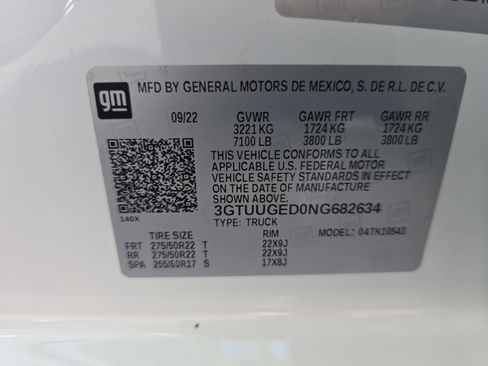 gm
MFD BY GENERAL MOTORS DE MEXICO, S. DE R.L. DE C.V.
09/22 GVWR GAWR FRT GAWR RR
3221 KG 1724 KG 1724 KG
7100 LB 3800 LB 3800 LB
THIS VEHICLE CONFORMS TO ALL
APPLICABLE U.S. FEDERAL MOTOR
VEHICLE SAFETY STANDARDS IN EFFECT
ON THE DATE OF MANUFACTURE
SHOWN ABOVE.
3GTUUGED0NG682634
140X TYPE: TRUCK
TIRE SIZE RIM MODEL: 04TK10543
FRT 275/50R22 T 22X9J
RR 275/50R22 T 22X9J
SPA 255/80R17 S 17X8J